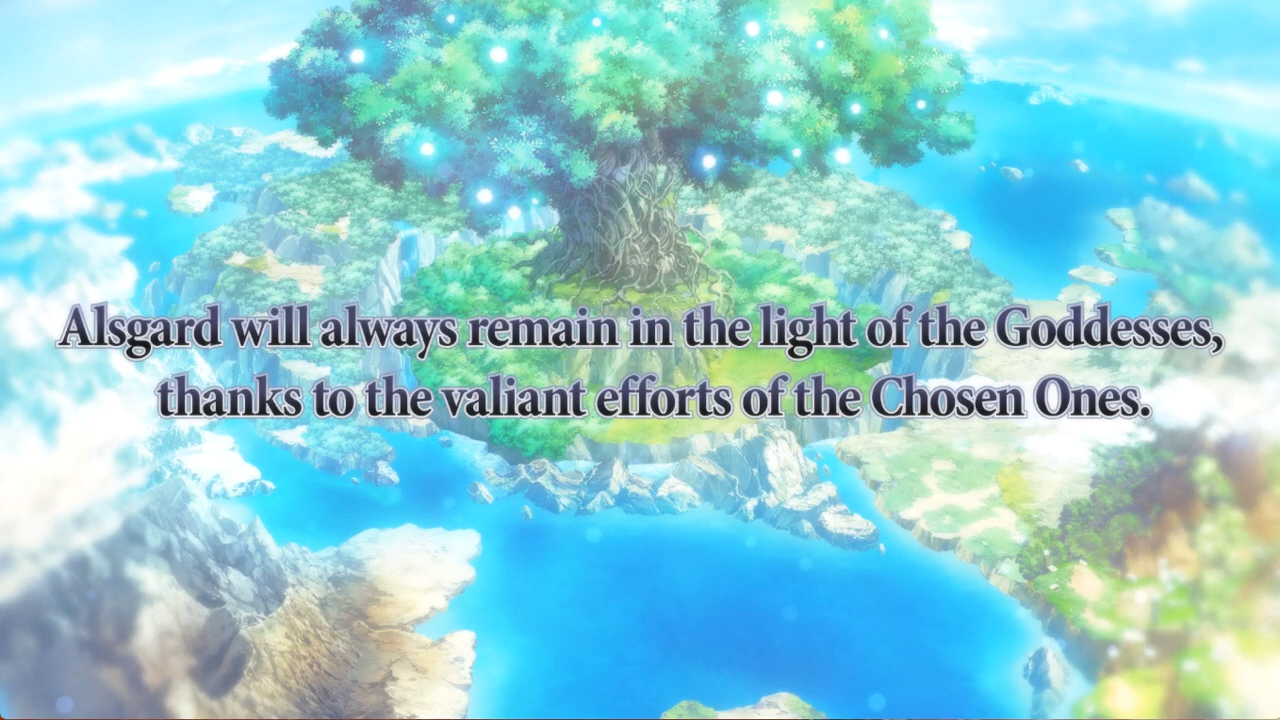 Alsgard will always remain in the light of the Goddesses,
thanks to the valiant efforts of the Chosen Ones.